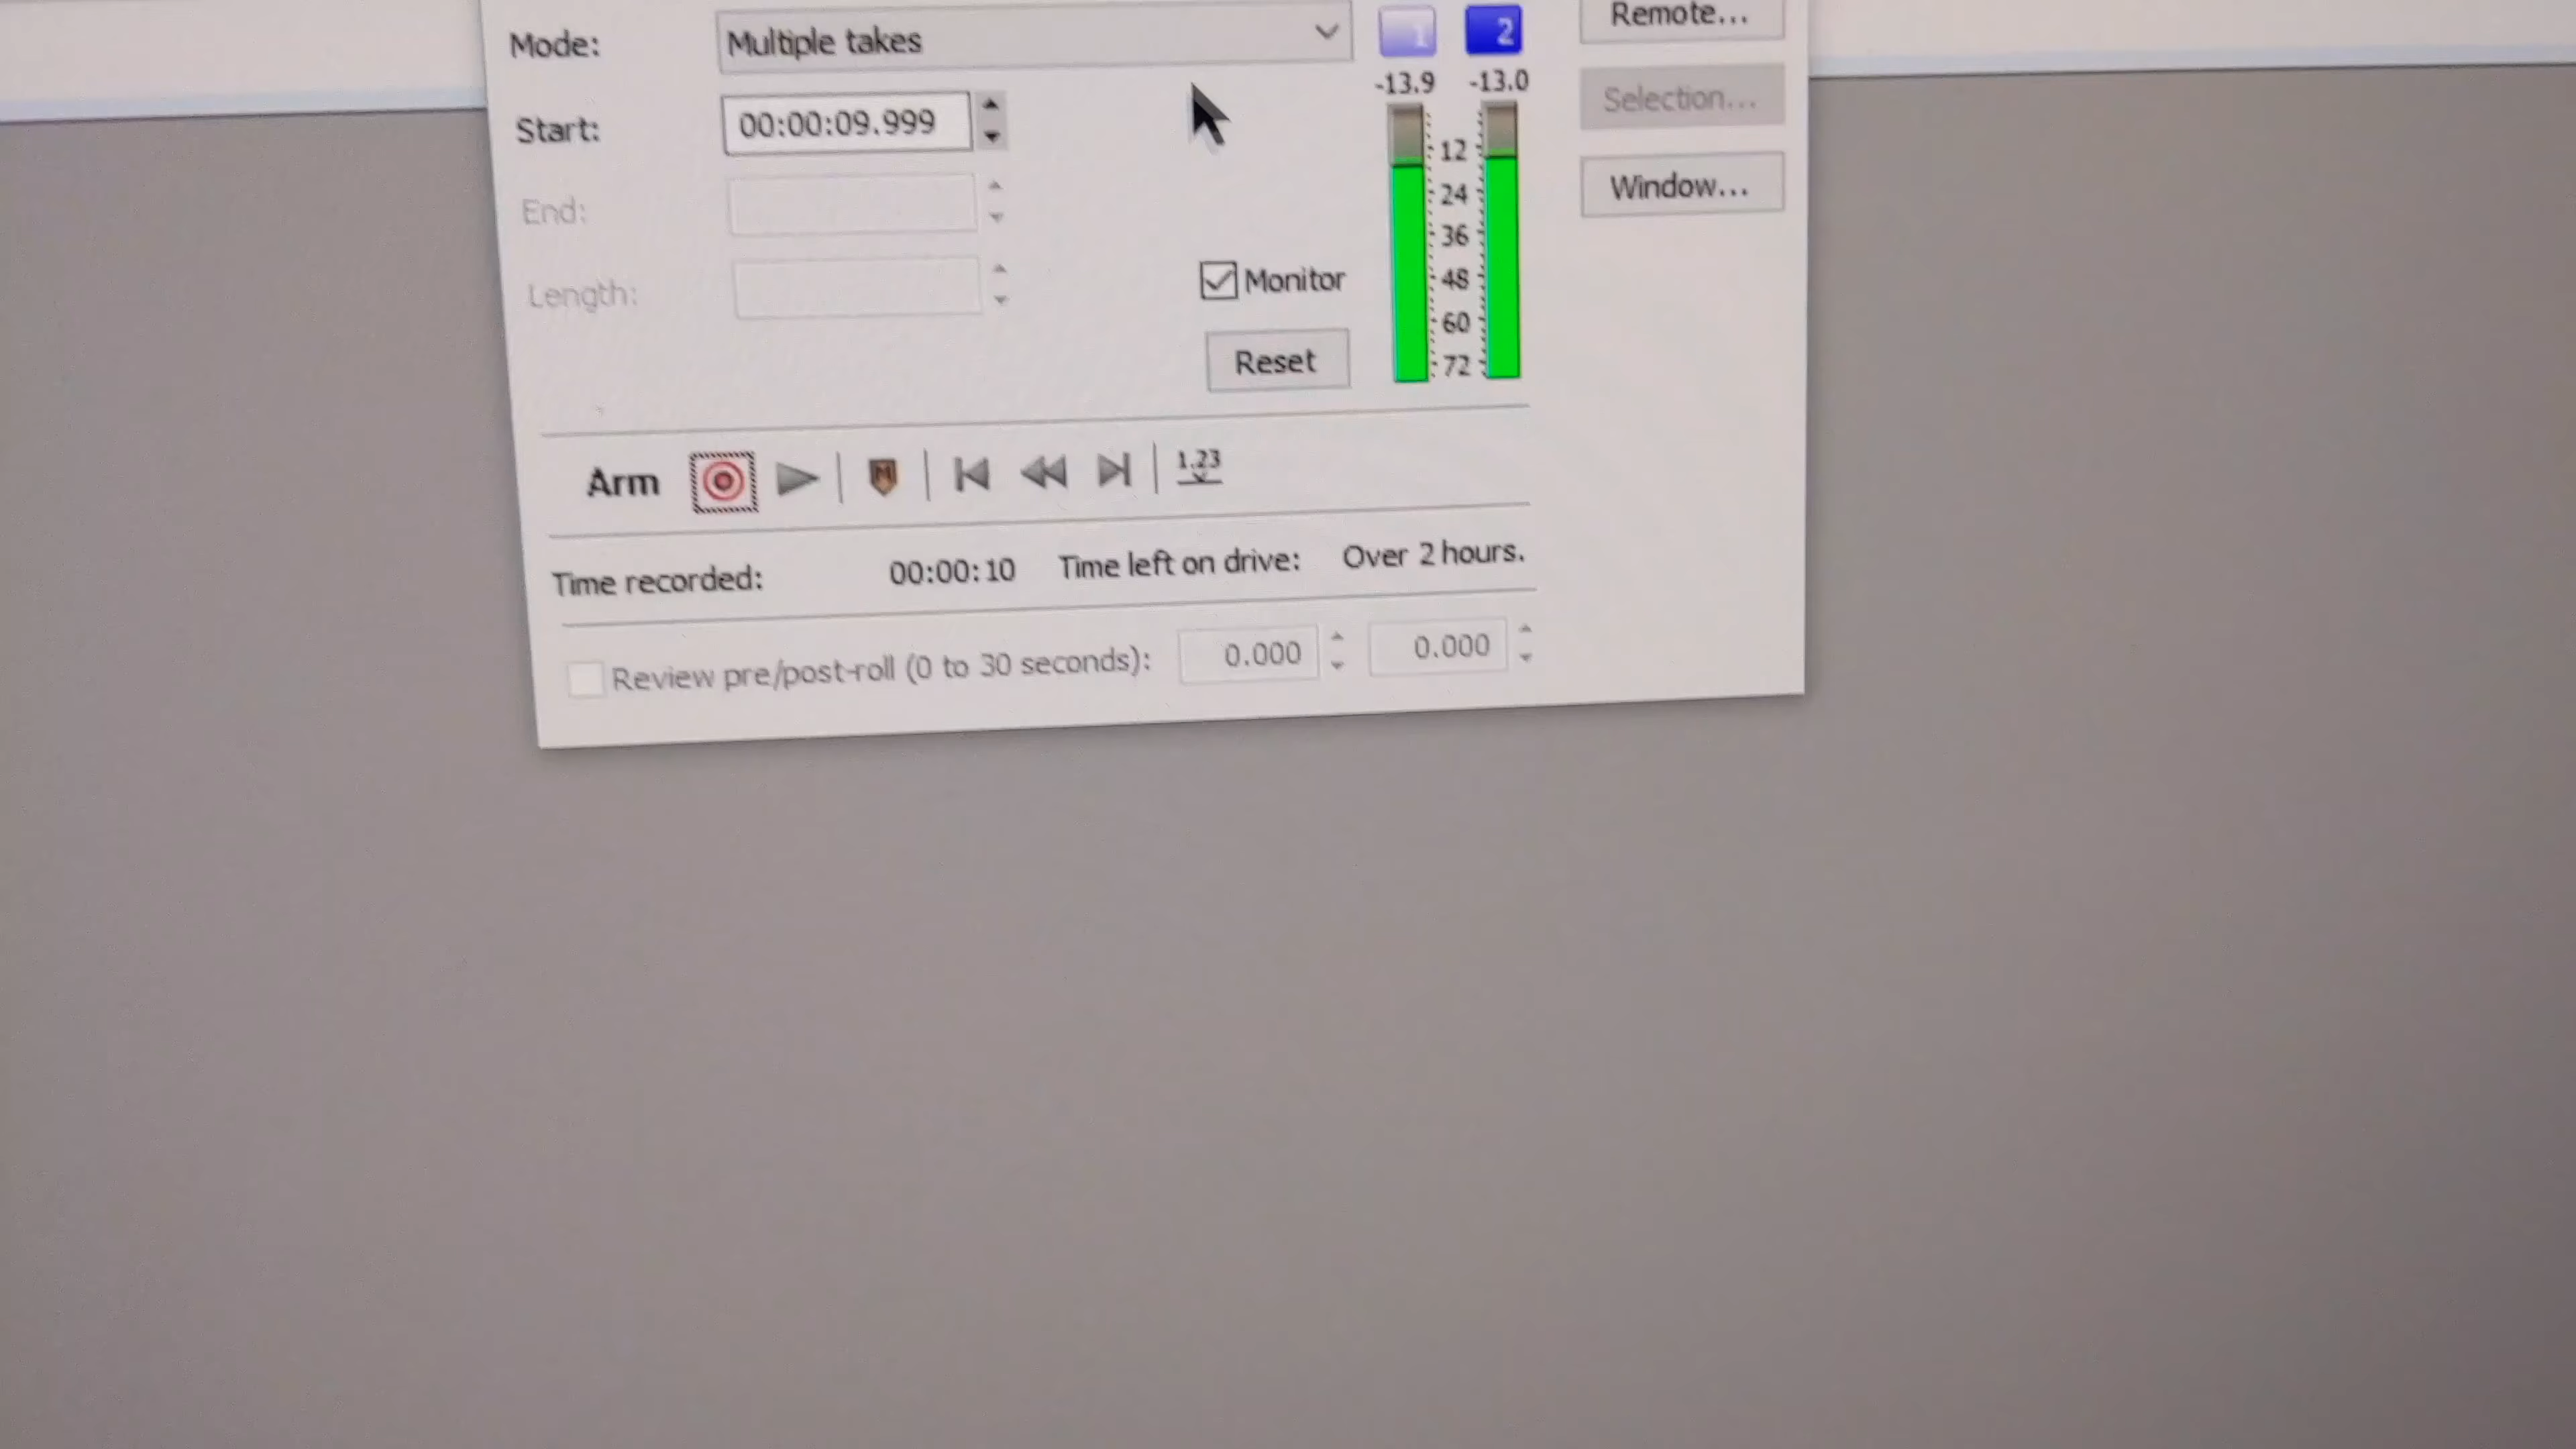 Mode: Multiple takes 1 2 Remote...
-13.9 -13.0
Start: 00:00:09.999 Selection...
12
End: 24 Window...
36
Length: Monitor 48
60
Reset 72
Arm M 1.23
Time recorded: 00:00:10 Time left on drive: Over 2 hours.
Review pre/post-roll (0 to 30 seconds): 0.000 0.000